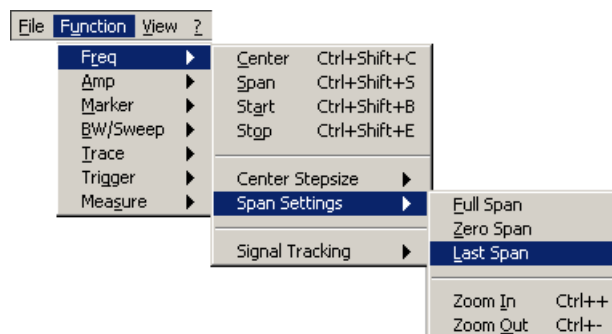 File Function View ?
Freq
Amp
Marker
BW/Sweep
Trace
Trigger
Measure
Center Ctrl+Shift+C
Span Ctrl+Shift+S
Start Ctrl+Shift+B
Stop Ctrl+Shift+E
Center Stepsize
Span Settings
Signal Tracking
Full Span
Zero Span
Last Span
Zoom In Ctrl++
Zoom Out Ctrl+-